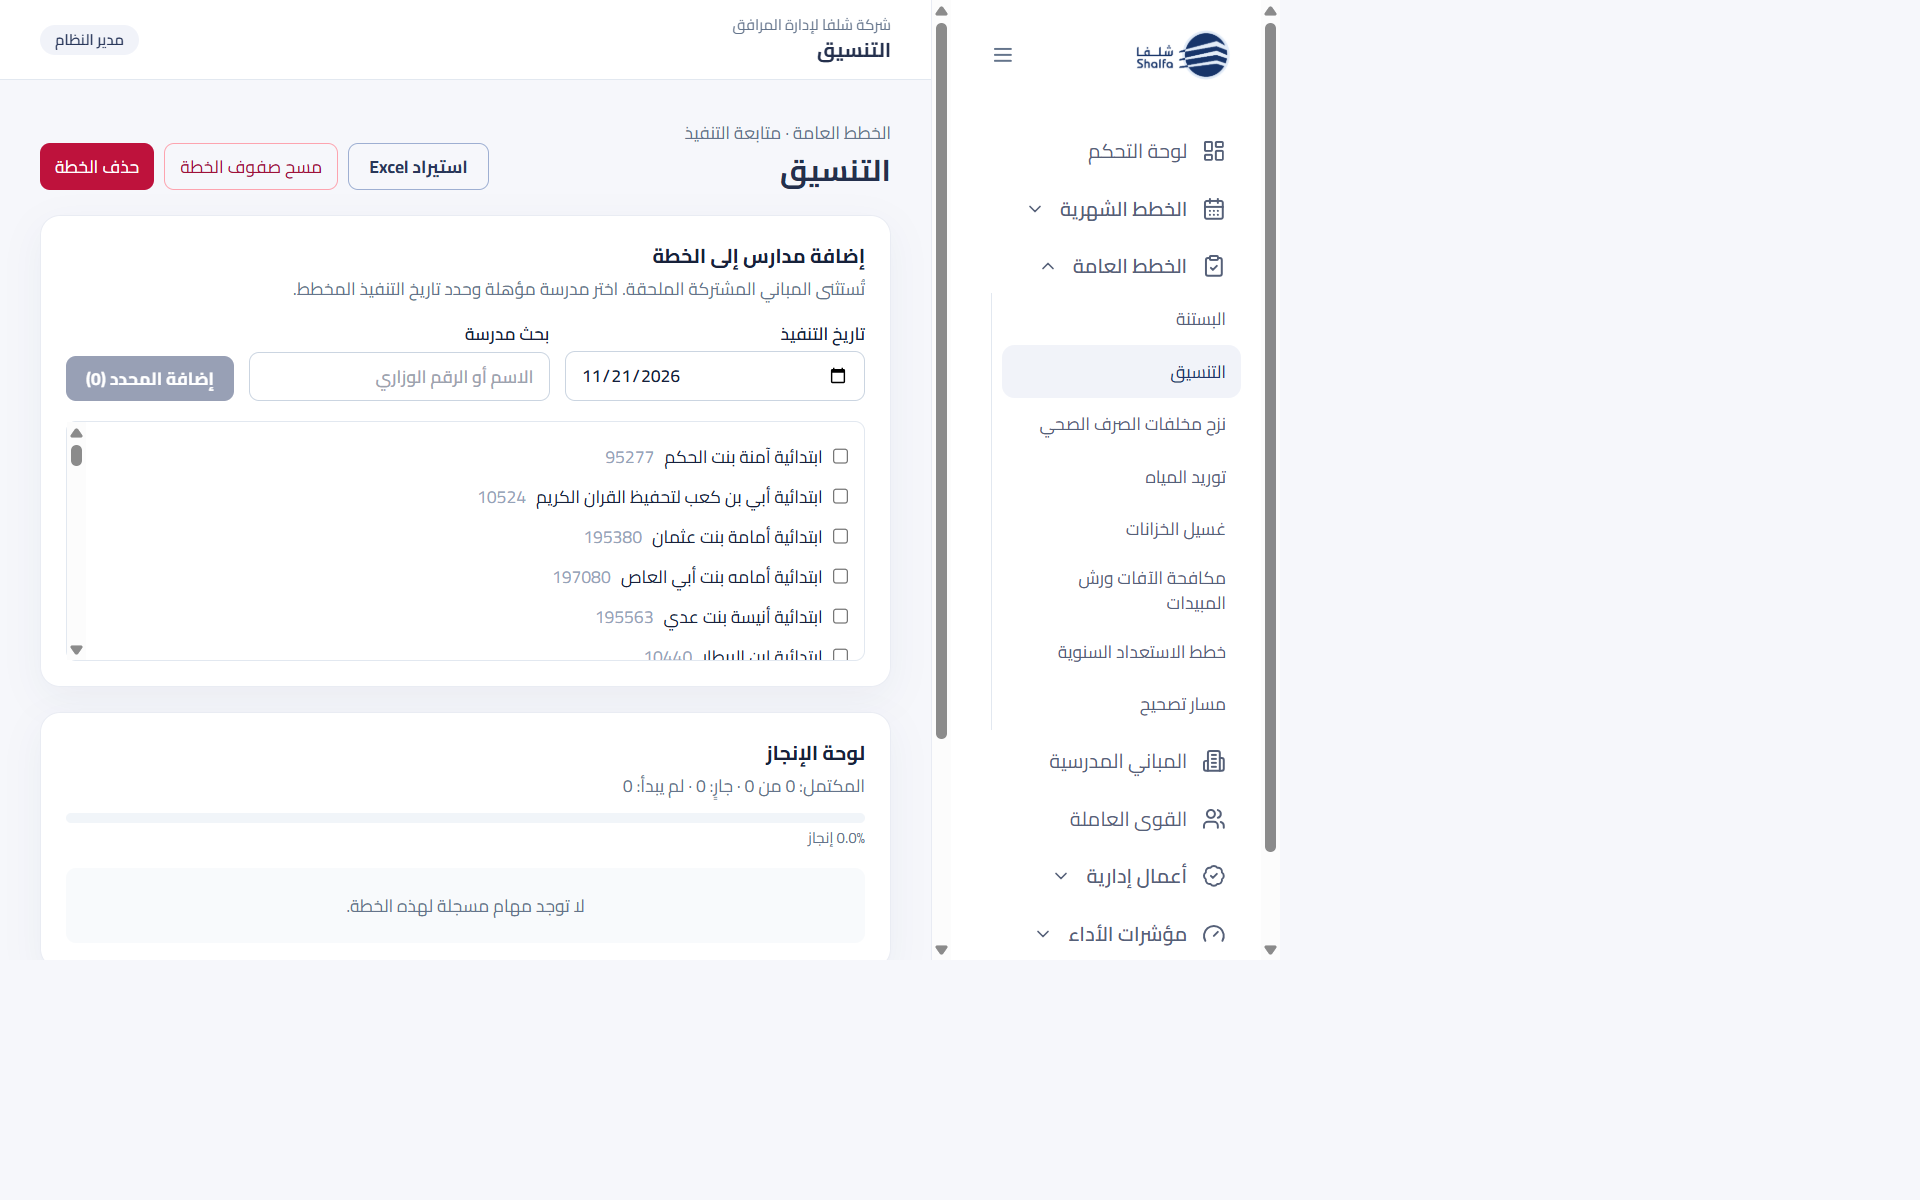 شلفا
Shalfa
لوحة التحكم
الخطط الشهرية
الخطط العامة
البستنة
التنسيق
نزح مخلفات الصرف الصحي
توريد المياه
غسيل الخزانات
مكافحة الآفات ورش
المبيدات
خطط الاستعداد السنوية
مسار تصحيح
المباني المدرسية
القوى العاملة
أعمال إدارية
مؤشرات الأداء
شركة شلفا لإدارة المرافق
التنسيق
مدير النظام
الخطط العامة · متابعة التنفيذ
التنسيق
استيراد Excel
مسح صفوف الخطة
حذف الخطة
إضافة مدارس إلى الخطة
تُستثنى المباني المشتركة الملحقة. اختر مدرسة مؤهلة وحدد تاريخ التنفيذ المخطط.
تاريخ التنفيذ
11/21/2026
بحث مدرسة
الاسم أو الرقم الوزاري
إضافة المحدد (0)
ابتدائية آمنة بنت الحكم 95277
ابتدائية أبي بن كعب لتحفيظ القران الكريم 10524
ابتدائية أمامة بنت عثمان 195380
ابتدائية أمامه بنت أبي العاص 197080
ابتدائية أنيسة بنت عدي 195563
ابتدائية ابن البيطار 10440
لوحة الإنجاز
المكتمل: 0 من 0 · جارٍ: 0 · لم يبدأ: 0
0.0% إنجاز
لا توجد مهام مسجلة لهذه الخطة.